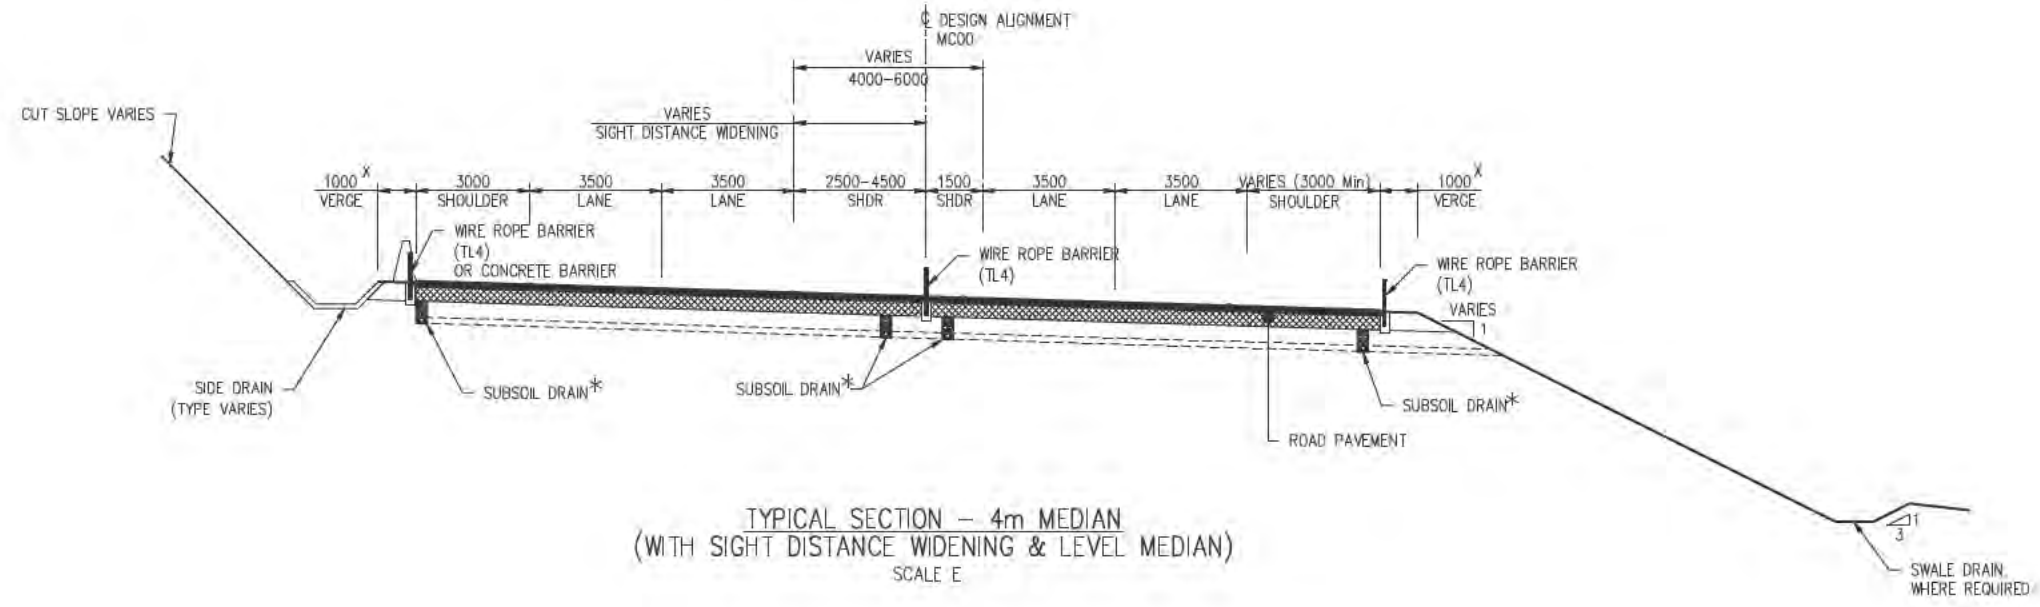 ℄ DESIGN ALIGNMENT
MC00
VARIES
4000-6000
CUT SLOPE VARIES
VARIES
SIGHT DISTANCE WIDENING
1000 X
VERGE
3000
SHOULDER
3500
LANE
3500
LANE
2500-4500
SHDR
1500
SHDR
3500
LANE
3500
LANE
VARIES (3000 Min)
SHOULDER
1000 X
VERGE
WIRE ROPE BARRIER
(TL4)
OR CONCRETE BARRIER
WIRE ROPE BARRIER
(TL4)
WIRE ROPE BARRIER
(TL4)
VARIES
1
SIDE DRAIN
(TYPE VARIES)
SUBSOIL DRAIN*
SUBSOIL DRAIN*
SUBSOIL DRAIN*
ROAD PAVEMENT
TYPICAL SECTION - 4m MEDIAN
(WITH SIGHT DISTANCE WIDENING & LEVEL MEDIAN)
SCALE E
1
3
SWALE DRAIN
WHERE REQUIRED